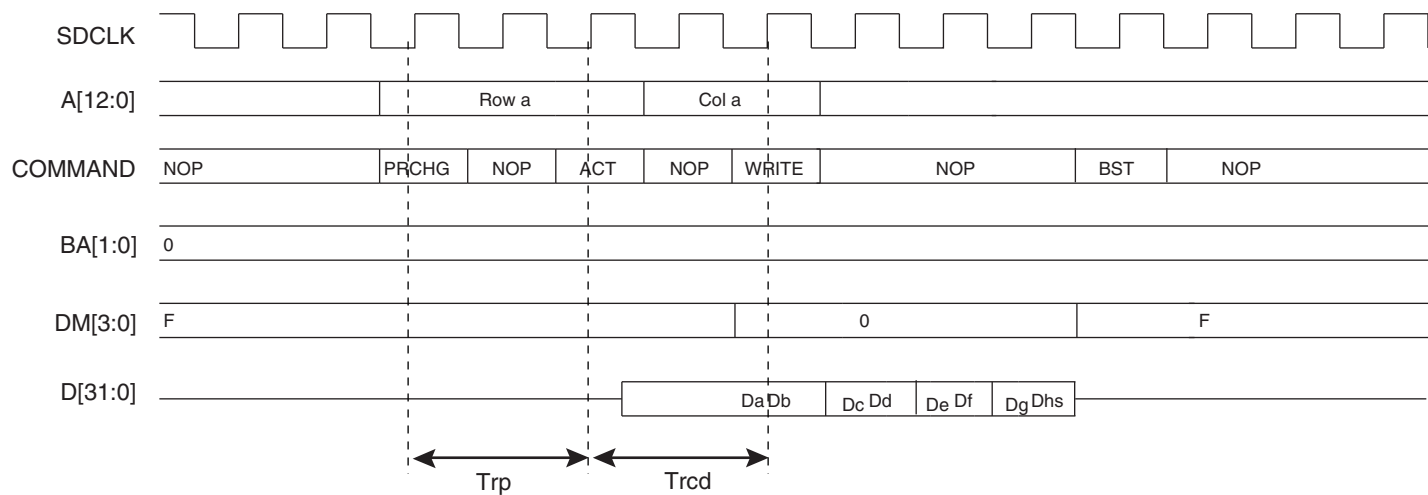 SDCLK
A[12:0] Row a Col a
COMMAND NOP PRCHG NOP ACT NOP WRITE NOP BST NOP
BA[1:0] 0
DM[3:0] F 0 F
D[31:0] Da Db Dc Dd De Df Dg Dhs
Trp Trcd